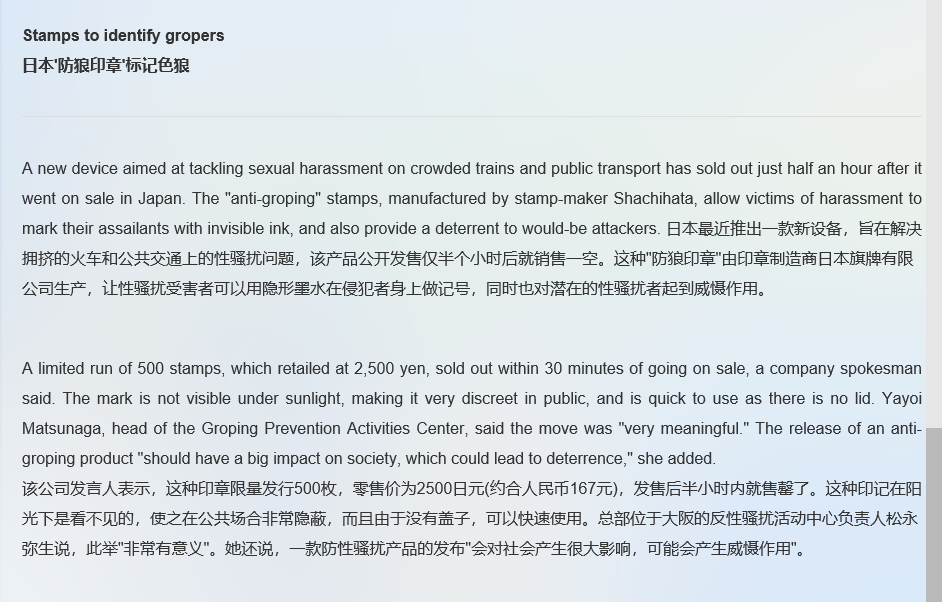 Stamps to identify gropers
日本'防狼印章'标记色狼
A new device aimed at tackling sexual harassment on crowded trains and public transport has sold out just half an hour after it
went on sale in Japan. The "anti-groping" stamps, manufactured by stamp-maker Shachihata, allow victims of harassment to
mark their assailants with invisible ink, and also provide a deterrent to would-be attackers. 日本最近推出一款新设备，旨在解决
拥挤的火车和公共交通上的性骚扰问题，该产品公开发售仅半个小时后就销售一空。这种"防狼印章"由印章制造商日本旗牌有限
公司生产，让性骚扰受害者可以用隐形墨水在侵犯者身上做记号，同时也对潜在的性骚扰者起到威慑作用。
A limited run of 500 stamps, which retailed at 2,500 yen, sold out within 30 minutes of going on sale, a company spokesman
said. The mark is not visible under sunlight, making it very discreet in public, and is quick to use as there is no lid. Yayoi
Matsunaga, head of the Groping Prevention Activities Center, said the move was "very meaningful." The release of an anti-
groping product "should have a big impact on society, which could lead to deterrence," she added.
该公司发言人表示，这种印章限量发行500枚，零售价为2500日元(约合人民币167元)，发售后半小时内就售罄了。这种印记在阳
光下是看不见的，使之在公共场合非常隐蔽，而且由于没有盖子，可以快速使用。总部位于大阪的反性骚扰活动中心负责人松永
弥生说，此举"非常有意义"。她还说，一款防性骚扰产品的发布"会对社会产生很大影响，可能会产生威慑作用"。